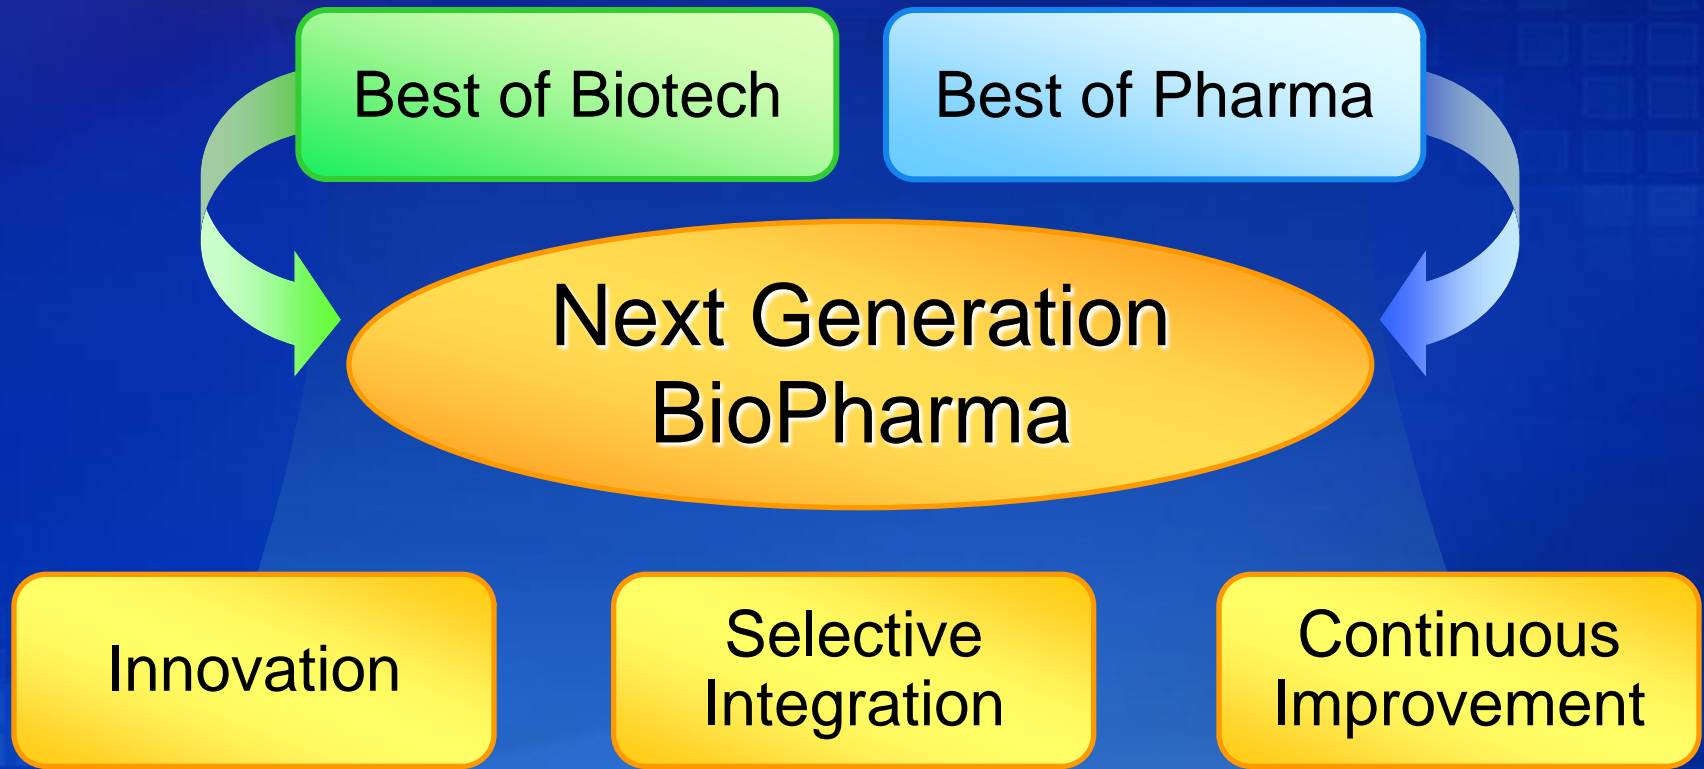 Best of Biotech
Best of Pharma
Next Generation
BioPharma
Innovation
Selective
Integration
Continuous
Improvement